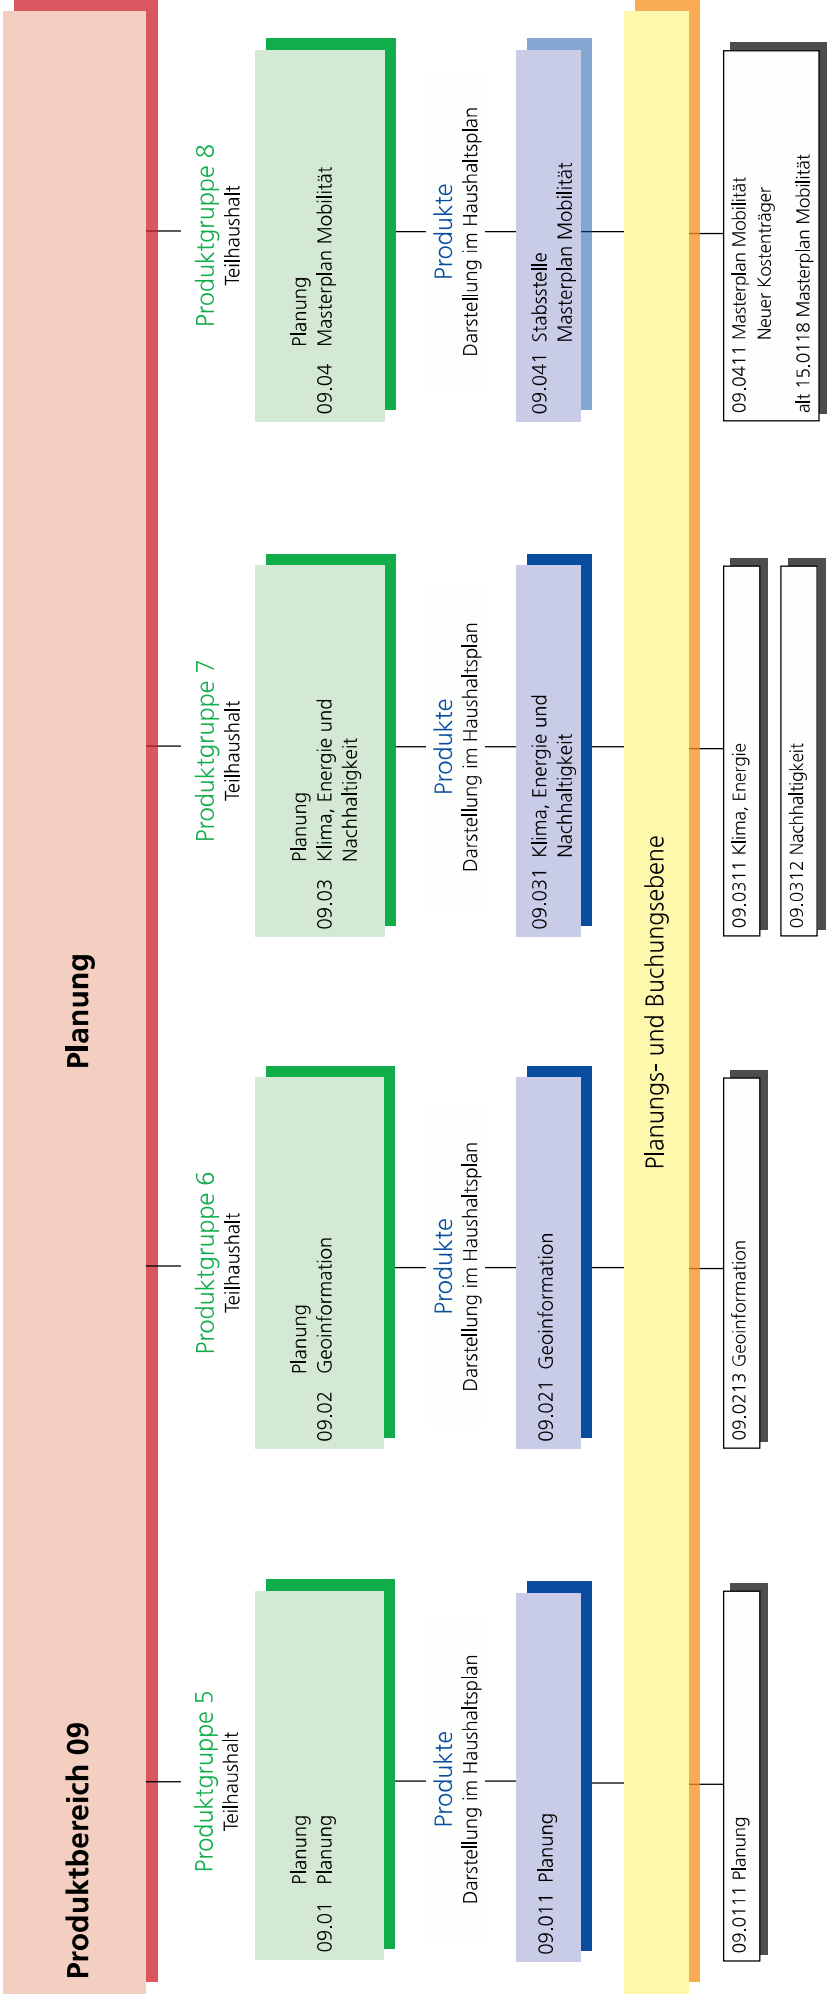 Produktbereich 09 Planung
Produktgruppe 5
Teilhaushalt
Planung
09.01 Planung
Produkte
Darstellung im Haushaltsplan
09.011 Planung
Produktgruppe 6
Teilhaushalt
Planung
09.02 Geoinformation
Produkte
Darstellung im Haushaltsplan
09.021 Geoinformation
Produktgruppe 7
Teilhaushalt
Planung
09.03 Klima, Energie und
Nachhaltigkeit
Produkte
Darstellung im Haushaltsplan
09.031 Klima, Energie und
Nachhaltigkeit
Produktgruppe 8
Teilhaushalt
Planung
09.04 Masterplan Mobilität
Produkte
Darstellung im Haushaltsplan
09.041 Stabsstelle
Masterplan Mobilität
Planungs- und Buchungsebene
09.0111 Planung
09.0213 Geoinformation
09.0311 Klima, Energie
09.0312 Nachhaltigkeit
09.0411 Masterplan Mobilität
Neuer Kostenträger
alt 15.0118 Masterplan Mobilität